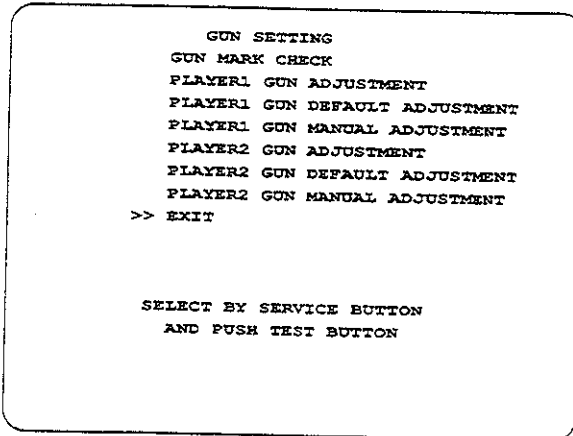 GUN SETTING
GUN MARK CHECK
PLAYER1 GUN ADJUSTMENT
PLAYER1 GUN DEFAULT ADJUSTMENT
PLAYER1 GUN MANUAL ADJUSTMENT
PLAYER2 GUN ADJUSTMENT
PLAYER2 GUN DEFAULT ADJUSTMENT
PLAYER2 GUN MANUAL ADJUSTMENT
>> EXIT
SELECT BY SERVICE BUTTON
AND PUSH TEST BUTTON